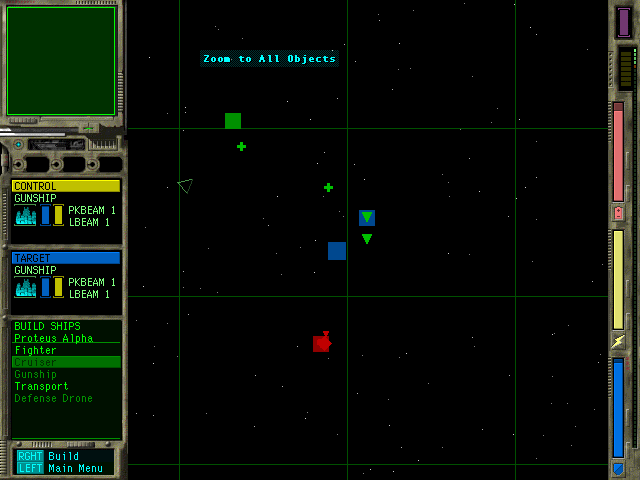 Zoom to All Objects
CONTROL
GUNSHIP
PKBEAM 1
LBEAM 1
TARGET
GUNSHIP
PKBEAM 1
LBEAM 1
BUILD SHIPS
Proteus Alpha
Fighter
Cruiser
Gunship
Transport
Defense Drone
RGHT Build
LEFT Main Menu